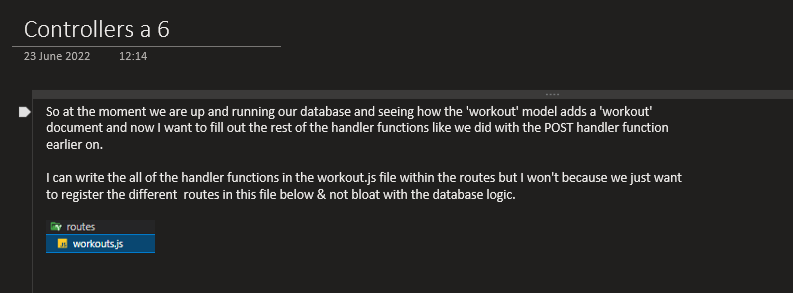 Controllers a 6
23 June 2022 12:14
So at the moment we are up and running our database and seeing how the 'workout' model adds a 'workout'
document and now I want to fill out the rest of the handler functions like we did with the POST handler function
earlier on.
I can write the all of the handler functions in the workout.js file within the routes but I won't because we just want
to register the different  routes in this file below & not bloat with the database logic.
routes
JS workouts.js